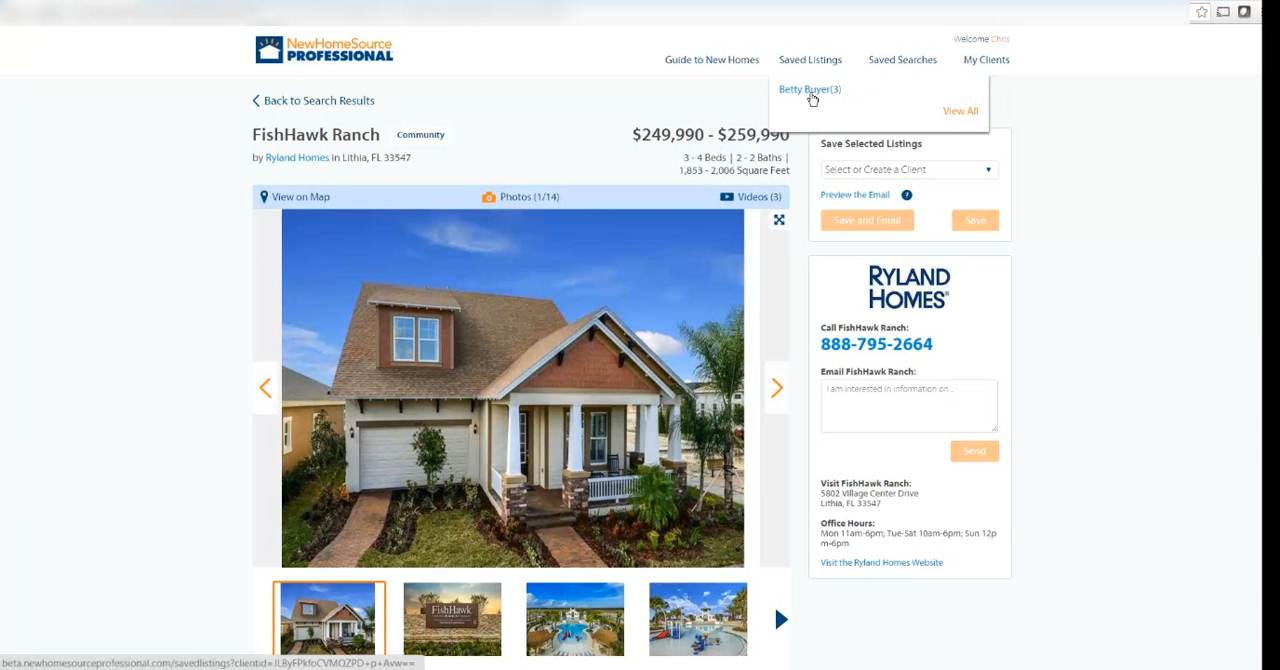 NewHomeSource
PROFESSIONAL
Welcome Chris
Guide to New Homes
Saved Listings
Saved Searches
My Clients
Betty Buyer(3)
View All
Back to Search Results
FishHawk Ranch
Community
by Ryland Homes in Lithia, FL 33547
$249,990 - $259,990
3 - 4 Beds | 2 - 2 Baths |
1,853 - 2,006 Square Feet
View on Map
Photos (1/14)
Videos (3)
FishHawk
Save Selected Listings
Select or Create a Client
Preview the Email ?
Save and Email
Save
RYLAND
HOMES®
Call FishHawk Ranch:
888-795-2664
Email FishHawk Ranch:
I am interested in information on...
Send
Visit FishHawk Ranch:
5802 Village Center Drive
Lithia, FL 33547
Office Hours:
Mon 11am-6pm; Tue-Sat 10am-6pm; Sun 12p
m-6pm
Visit the Ryland Homes Website